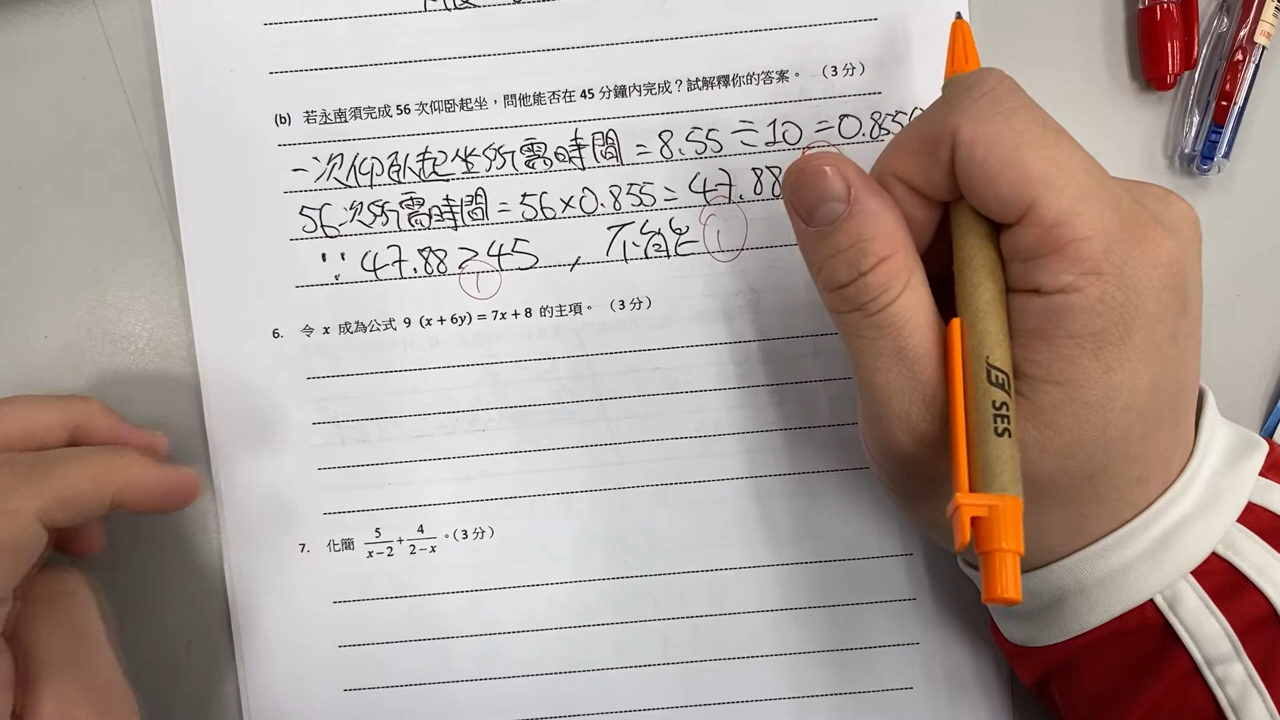 (b) 若永南須完成 56 次仰卧起坐，問他能否在 45 分鐘內完成？試解釋你的答案。 （3 分）
一次仰臥起坐所需時間 = 8.55 ÷ 10 = 0.855
56次所需時間 = 56×0.855 = 47.88
∵ 47.88 > 45 , 不能
1
1
6. 令 x 成為公式 9 (x + 6y) = 7x + 8 的主項。 （3 分）
7. 化簡 5/(x−2) + 4/(2−x) 。（3 分）
SES